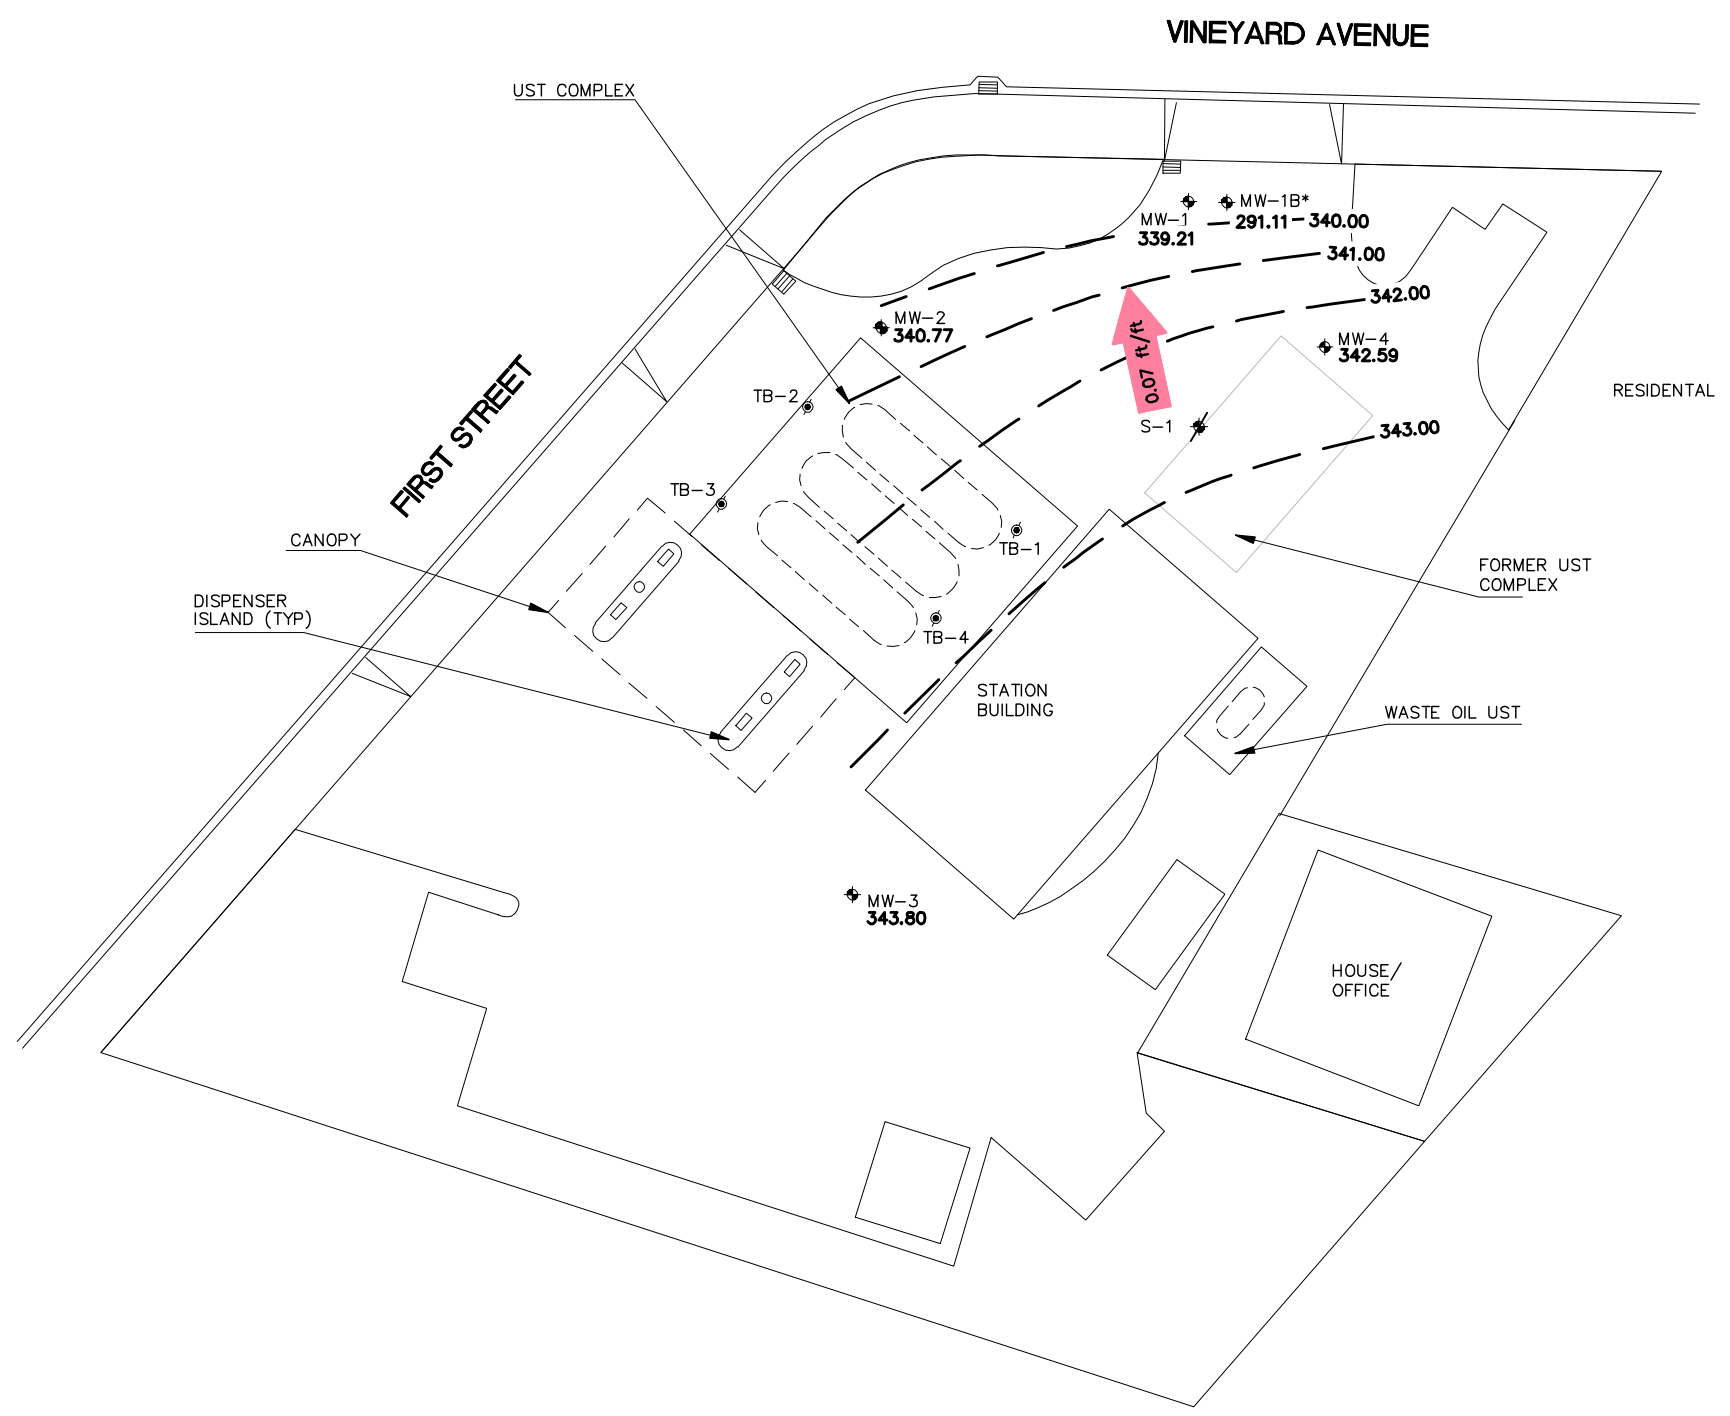 VINEYARD AVENUE
UST COMPLEX
MW-1B*
MW-1
291.11
340.00
339.21
341.00
342.00
MW-2
340.77
0.07 ft/ft
MW-4
342.59
FIRST STREET
RESIDENTAL
TB-2
S-1
343.00
TB-3
CANOPY
TB-1
FORMER UST
COMPLEX
DISPENSER
ISLAND (TYP)
TB-4
STATION
BUILDING
WASTE OIL UST
MW-3
343.80
HOUSE/
OFFICE